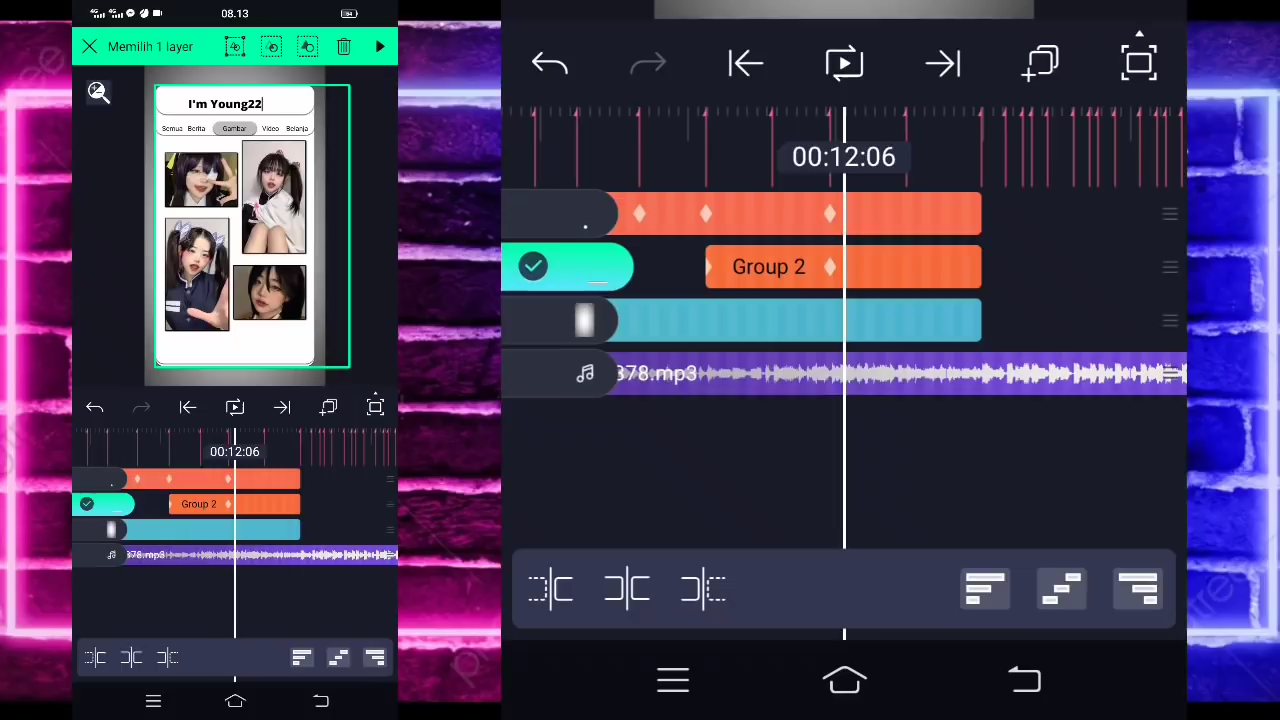 08.13
54
Memilih 1 layer
I'm Young22
Semua Berita Gambar Video Belanja
00:12:06
Group 2
378.mp3
00:12:06
Group 2
378.mp3